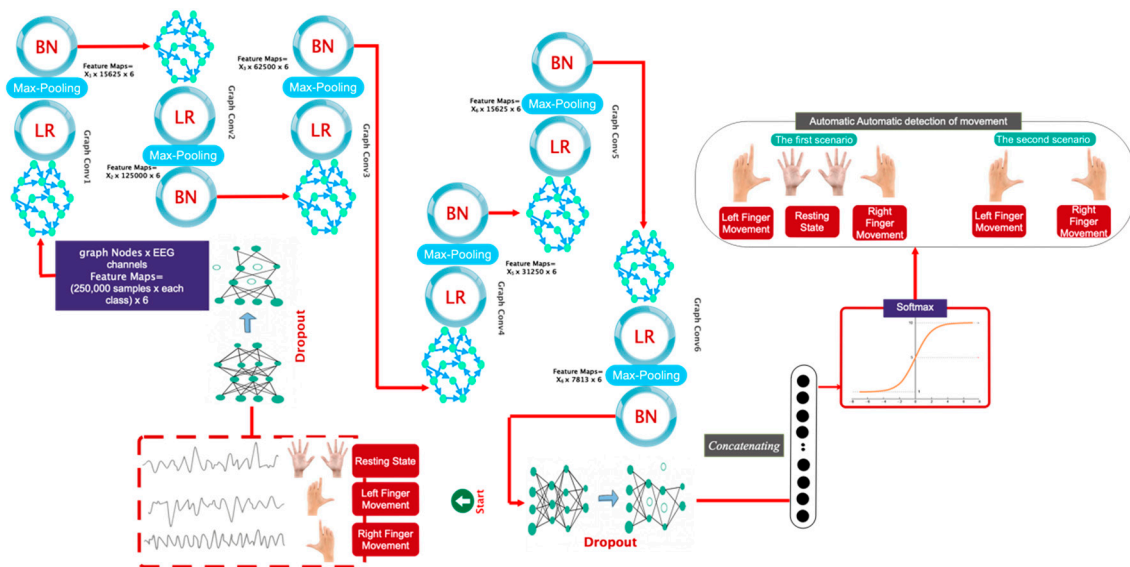 BN
Feature Maps=
X₁ x 15625 x 6
Max-Pooling
LR
Graph Conv1
LR
Graph Conv2
Max-Pooling
Feature Maps=
X₂ x 125000 x 6
BN
BN
Feature Maps=
X₃ x 62500 x 6
Max-Pooling
LR
Graph Conv3
graph Nodes x EEG
channels
Feature Maps=
(250,000 samples x each
class) x 6
Dropout
BN
Max-Pooling
Feature Maps=
X₅ x 31250 x 6
LR
Graph Conv4
BN
Feature Maps=
X₆ x 15625 x 6
Max-Pooling
LR
Graph Conv5
LR
Graph Conv6
Feature Maps=
X₆ x 7813 x 6
Max-Pooling
BN
Resting State
Left Finger
Movement
Right Finger
Movement
Start
Dropout
Concatenating
Softmax
Automatic Automatic detection of movement
The first scenario
The second scenario
Left Finger
Movement
Resting
State
Right
Finger
Movement
Left Finger
Movement
Right
Finger
Movement